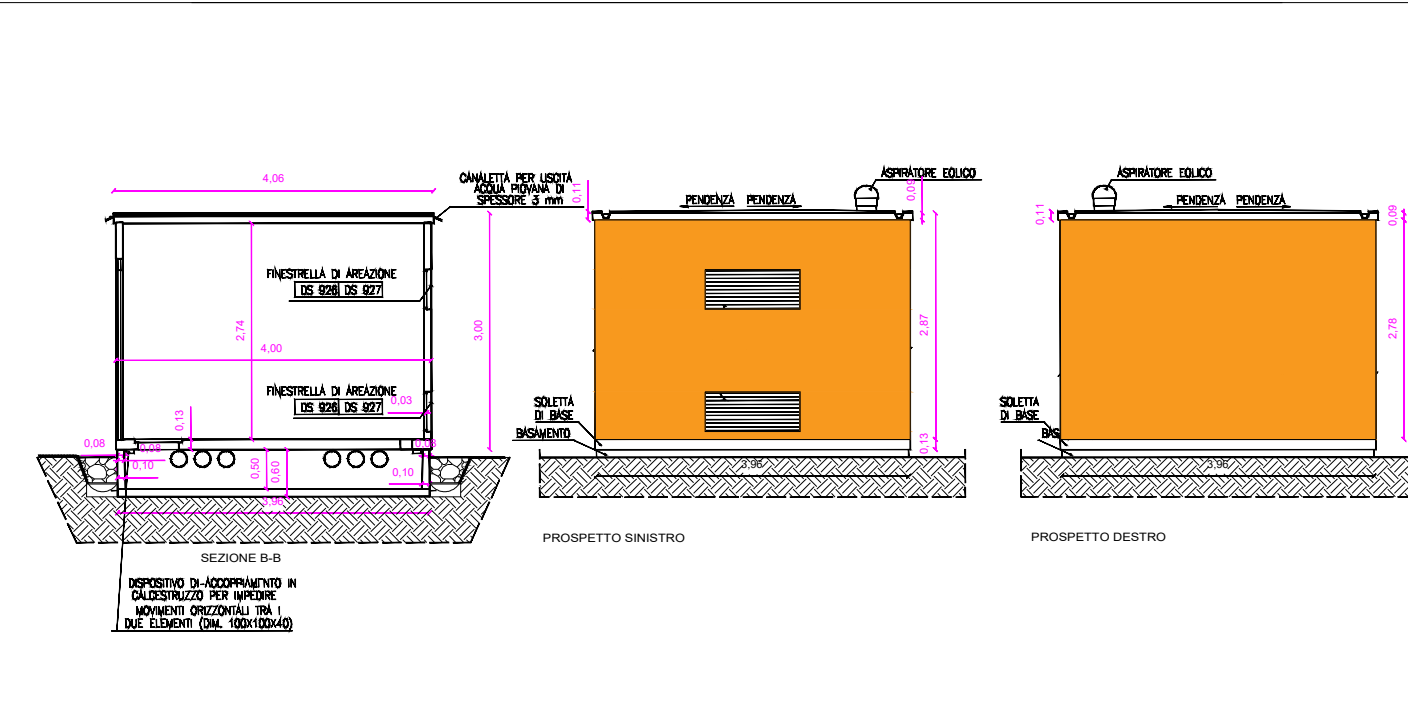 4,06
CANALETTA PER USCITA
ACQUA PIOVANA DI
SPESSORE 3 mm
FINESTRELLA DI AREAZIONE
DS 926 DS 927
2,74
4,00
3,00
FINESTRELLA DI AREAZIONE
DS 926 DS 927
0,03
0,13
0,08
0,08
0,08
0,10
0,50
0,60
0,10
3,96
SEZIONE B-B
DISPOSITIVO DI ACCOPPIAMENTO IN
CALCESTRUZZO PER IMPEDIRE
MOVIMENTI ORIZZONTALI TRA I
DUE ELEMENTI (DIM. 100X100X40)
0,11
PENDENZA PENDENZA
ASPIRATORE EOLICO
0,09
2,87
SOLETTA
DI BASE
BASAMENTO
0,13
3,96
PROSPETTO SINISTRO
ASPIRATORE EOLICO
0,11
PENDENZA PENDENZA
0,09
2,78
SOLETTA
DI BASE
BAS
3,96
PROSPETTO DESTRO